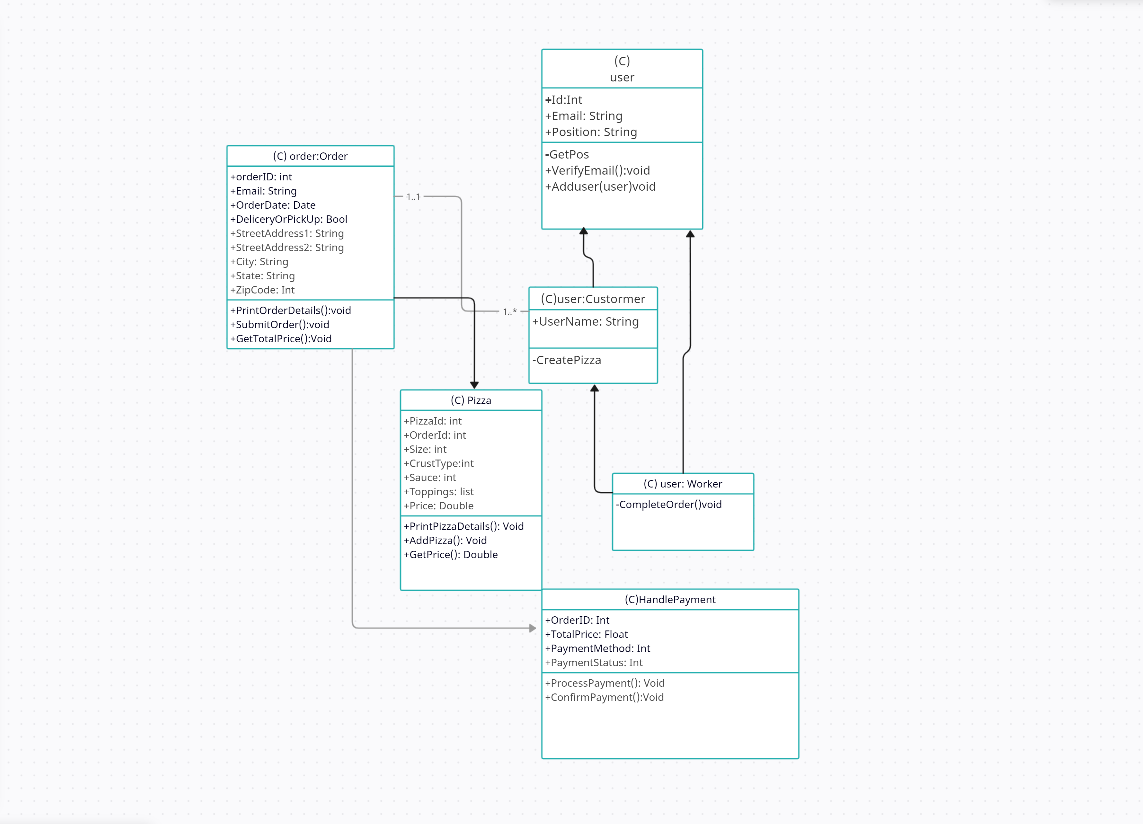 (C)
user
+Id:Int
+Email: String
+Position: String
-GetPos
+VerifyEmail():void
+Adduser(user)void
(C) order:Order
+orderID: int
+Email: String
+OrderDate: Date
+DeliceryOrPickUp: Bool
+StreetAddress1: String
+StreetAddress2: String
+City: String
+State: String
+ZipCode: Int
+PrintOrderDetails():void
+SubmitOrder():void
+GetTotalPrice():Void
1..1
1..*
(C)user:Custormer
+UserName: String
-CreatePizza
(C) Pizza
+PizzaId: int
+OrderId: int
+Size: int
+CrustType:int
+Sauce: int
+Toppings: list
+Price: Double
+PrintPizzaDetails(): Void
+AddPizza(): Void
+GetPrice(): Double
(C) user: Worker
-CompleteOrder()void
(C)HandlePayment
+OrderID: Int
+TotalPrice: Float
+PaymentMethod: Int
+PaymentStatus: Int
+ProcessPayment(): Void
+ConfirmPayment():Void